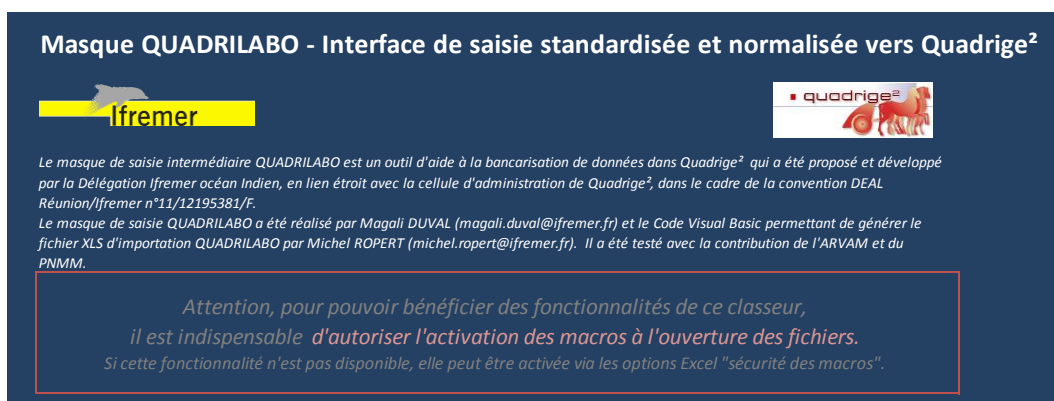 Masque QUADRILABO - Interface de saisie standardisée et normalisée vers Quadrige²
Ifremer
quadrige²
Le masque de saisie intermédiaire QUADRILABO est un outil d'aide à la bancarisation de données dans Quadrige² qui a été proposé et développé
par la Délégation Ifremer océan Indien, en lien étroit avec la cellule d'administration de Quadrige², dans le cadre de la convention DEAL
Réunion/Ifremer n°11/12195381/F.
Le masque de saisie QUADRILABO a été réalisé par Magali DUVAL (magali.duval@ifremer.fr) et le Code Visual Basic permettant de générer le
fichier XLS d'importation QUADRILABO par Michel ROPERT (michel.ropert@ifremer.fr). Il a été testé avec la contribution de l'ARVAM et du
PNMM.
Attention, pour pouvoir bénéficier des fonctionnalités de ce classeur,
il est indispensable d'autoriser l'activation des macros à l'ouverture des fichiers.
Si cette fonctionnalité n'est pas disponible, elle peut être activée via les options Excel "sécurité des macros".